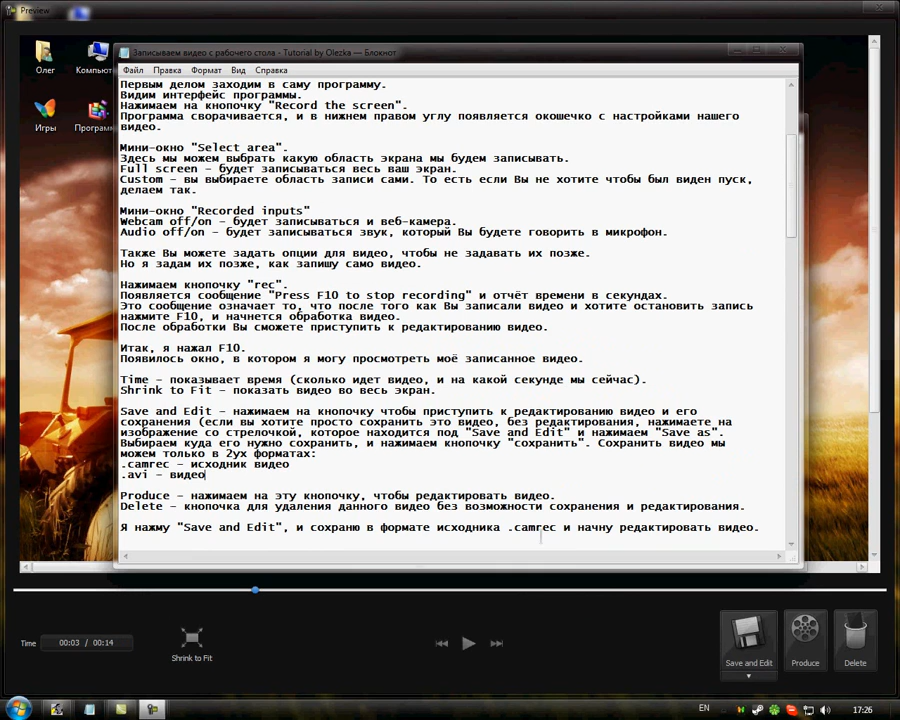 Preview
Олег
Игры
Записываем видео с рабочего стола - Tutorial by Olezka — Блокнот
Файл Правка Формат Вид Справка
Первым делом заходим в саму программу.
Видим интерфейс программы.
Нажимаем на кнопочку "Record the screen".
Программа сворачивается, и в нижнем правом углу появляется окошечко с настройками нашего
видео.
Мини-окно "Select area".
Здесь мы можем выбрать какую область экрана мы будем записывать.
Full screen - будет записываться весь ваш экран.
Custom - вы выбираете область записи сами. То есть если Вы не хотите чтобы был виден пуск,
делаем так.
Мини-окно "Recorded inputs"
Webcam off/on - будет записываться и веб-камера.
Audio off/on - будет записываться звук, который Вы будете говорить в микрофон.
Также Вы можете задать опции для видео, чтобы не задавать их позже.
Но я задам их позже, как запишу само видео.
Нажимаем кнопочку "rec".
Появляется сообщение "Press F10 to stop recording" и отчёт времени в секундах.
Это сообщение означает то, что после того как Вы записали видео и хотите остановить запись
нажмите F10, и начнется обработка видео.
После обработки Вы сможете приступить к редактированию видео.
Итак, я нажал F10.
Появилось окно, в котором я могу просмотреть моё записанное видео.
Time - показывает время (сколько идет видео, и на какой секунде мы сейчас).
Shrink to Fit - показать видео во весь экран.
Save and Edit - нажимаем на кнопочку чтобы приступить к редактированию видео и его
сохранения (если вы хотите просто сохранить это видео, без редактирования, нажимаете на
изображение со стрелочкой, которое находится под "Save and Edit" и нажимаем "Save as".
Выбираем куда его нужно сохранить, и нажимаем кнопочку "сохранить". Сохранить видео мы
можем только в 2ух форматах:
.camrec - исходник видео
.avi - видео
Produce - нажимаем на эту кнопочку, чтобы редактировать видео.
Delete - кнопочка для удаления данного видео без возможности сохранения и редактирования.
Я нажму "Save and Edit", и сохраню в формате исходника .camrec и начну редактировать видео.
Time 00:03 / 00:14
Shrink to Fit
Save and Edit
Produce
Delete
EN
17:26